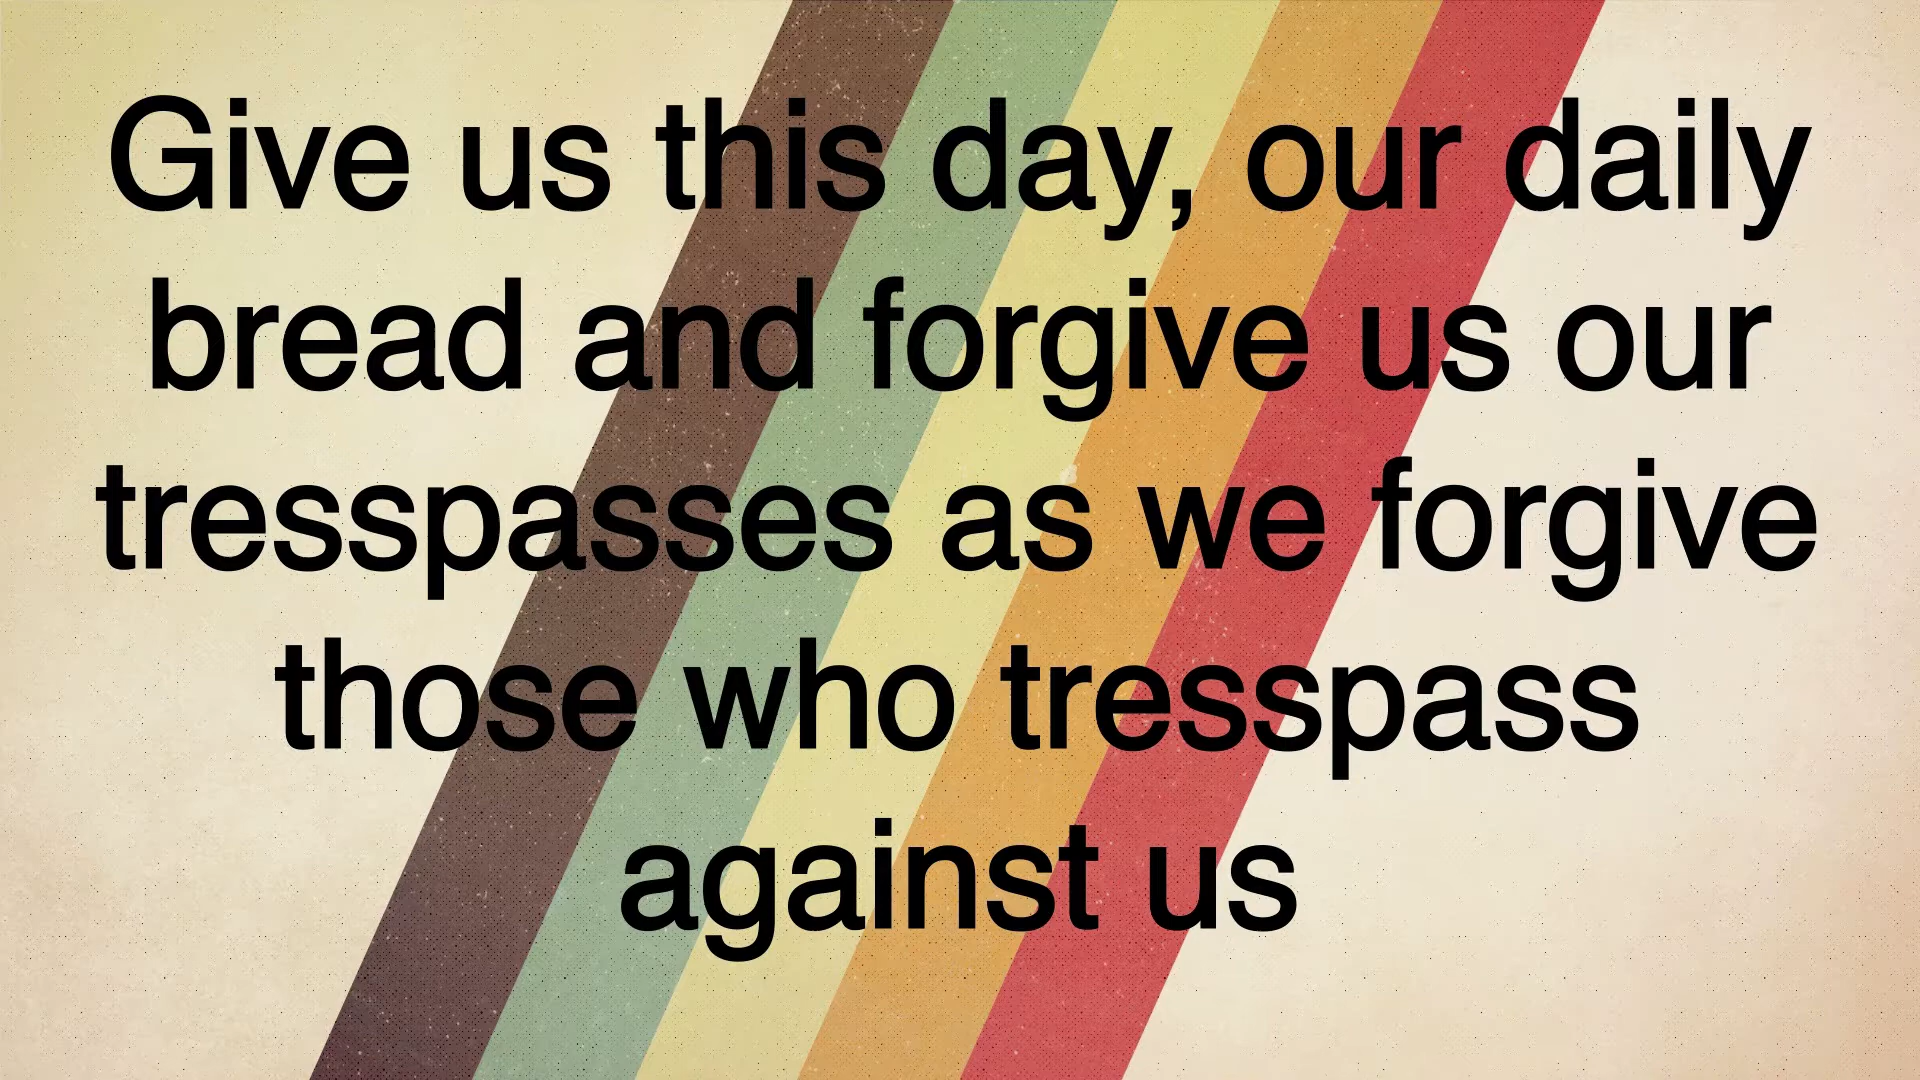 Give us this day, our daily
bread and forgive us our
tresspasses as we forgive
those who tresspass
against us